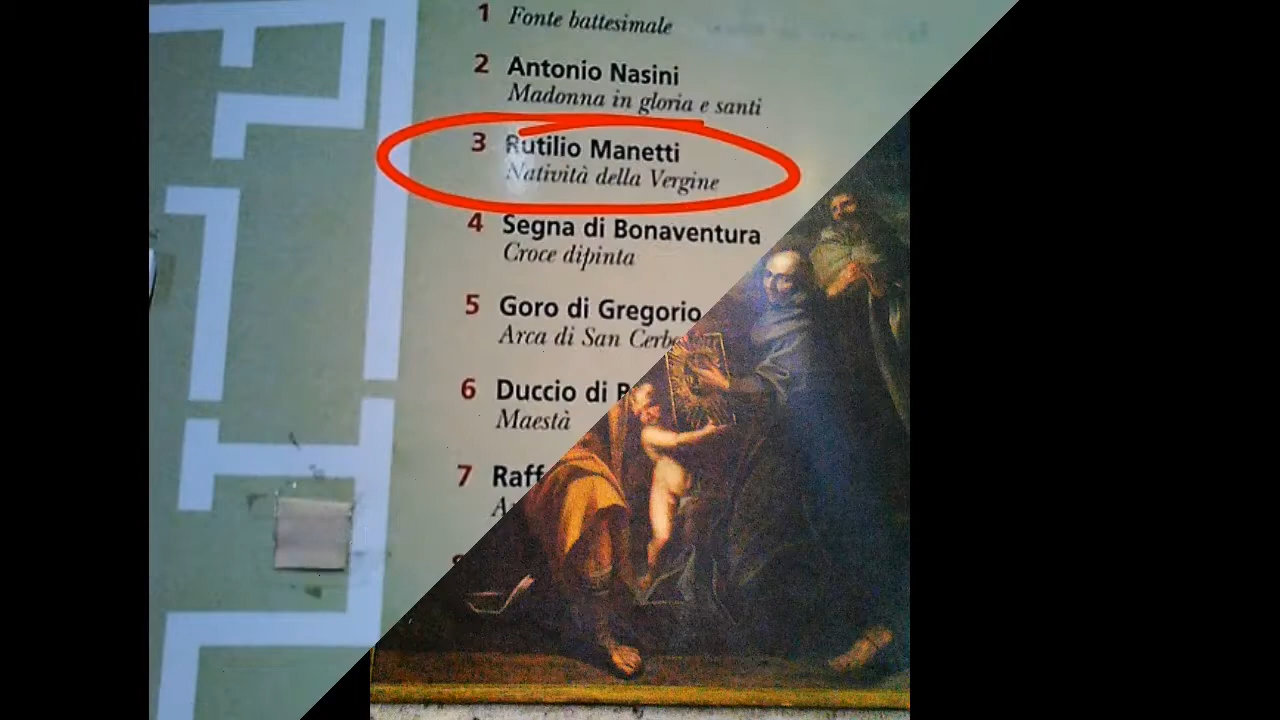 1 Fonte battesimale
2 Antonio Nasini
Madonna in gloria e santi
3 Rutilio Manetti
Natività della Vergine
4 Segna di Bonaventura
Croce dipinta
5 Goro di Gregorio
Arca di San
6 Duccio di
Maestà
7